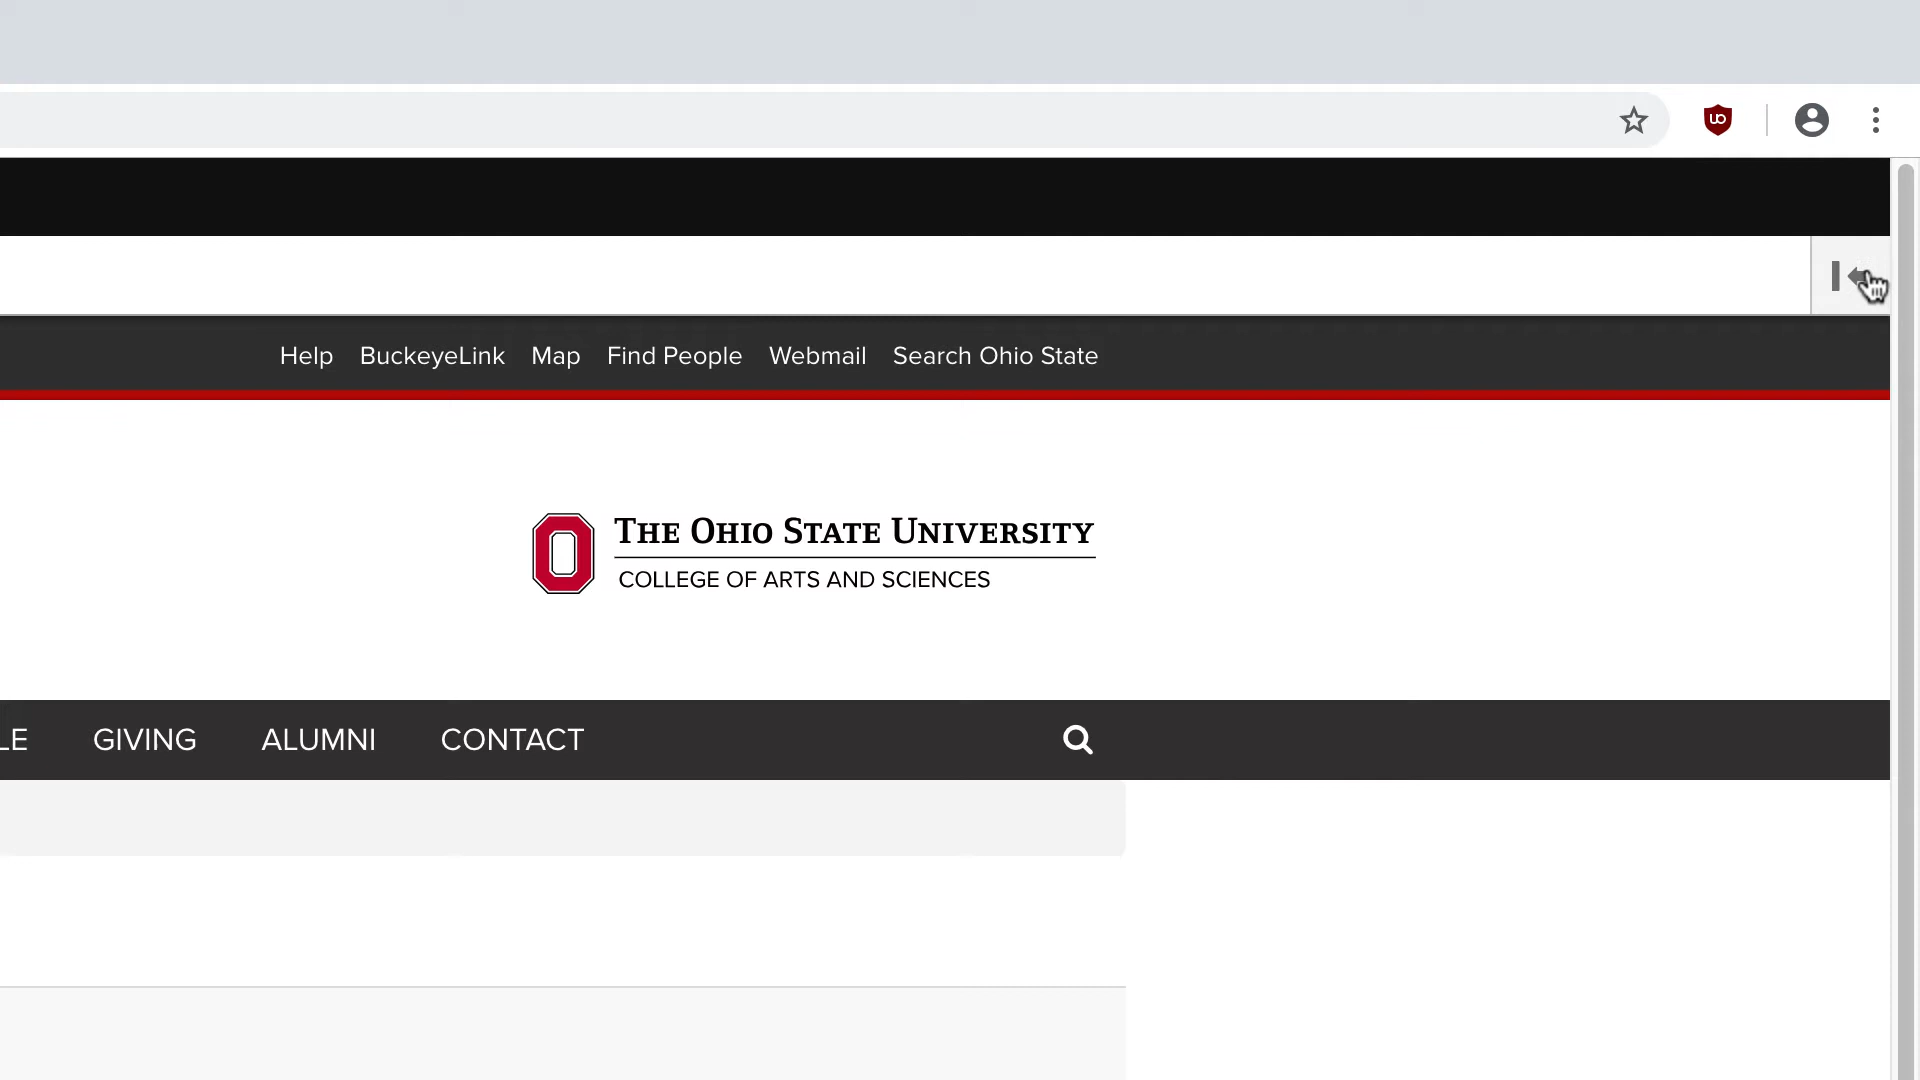 Help BuckeyeLink Map Find People Webmail Search Ohio State
THE OHIO STATE UNIVERSITY
COLLEGE OF ARTS AND SCIENCES
LE GIVING ALUMNI CONTACT